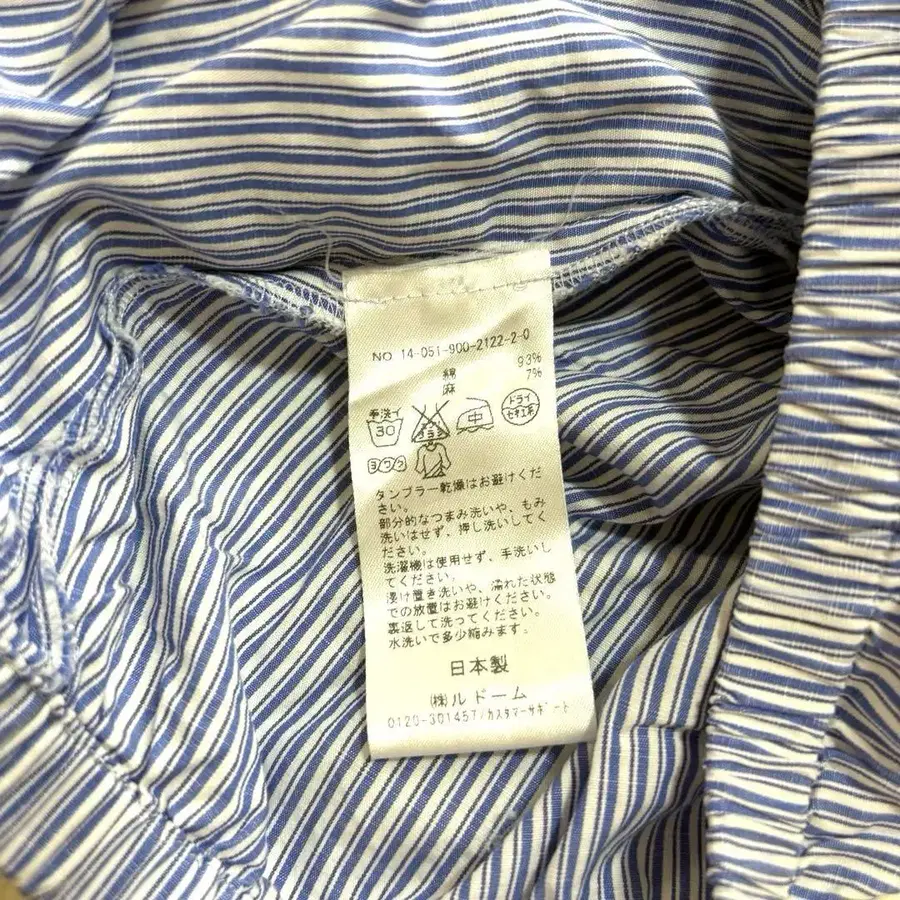 NO 14-051-900-2122-2-0
綿 93%
麻 7%
手洗イ 30
エンソサラシ
中
ドライ セキユ系
ヨワク
タンブラー乾燥はお避けくだ
さい。
部分的なつまみ洗いや、もみ
洗いはせず、押し洗いしてく
ださい。
洗濯機は使用せず、手洗いし
てください。
浸け置き洗いや、濡れた状態
での放置はお避けください。
裏返して洗ってください。
水洗いで多少縮みます。
日本製
㈱ルドーム
0120-301457/カスタマーサポート